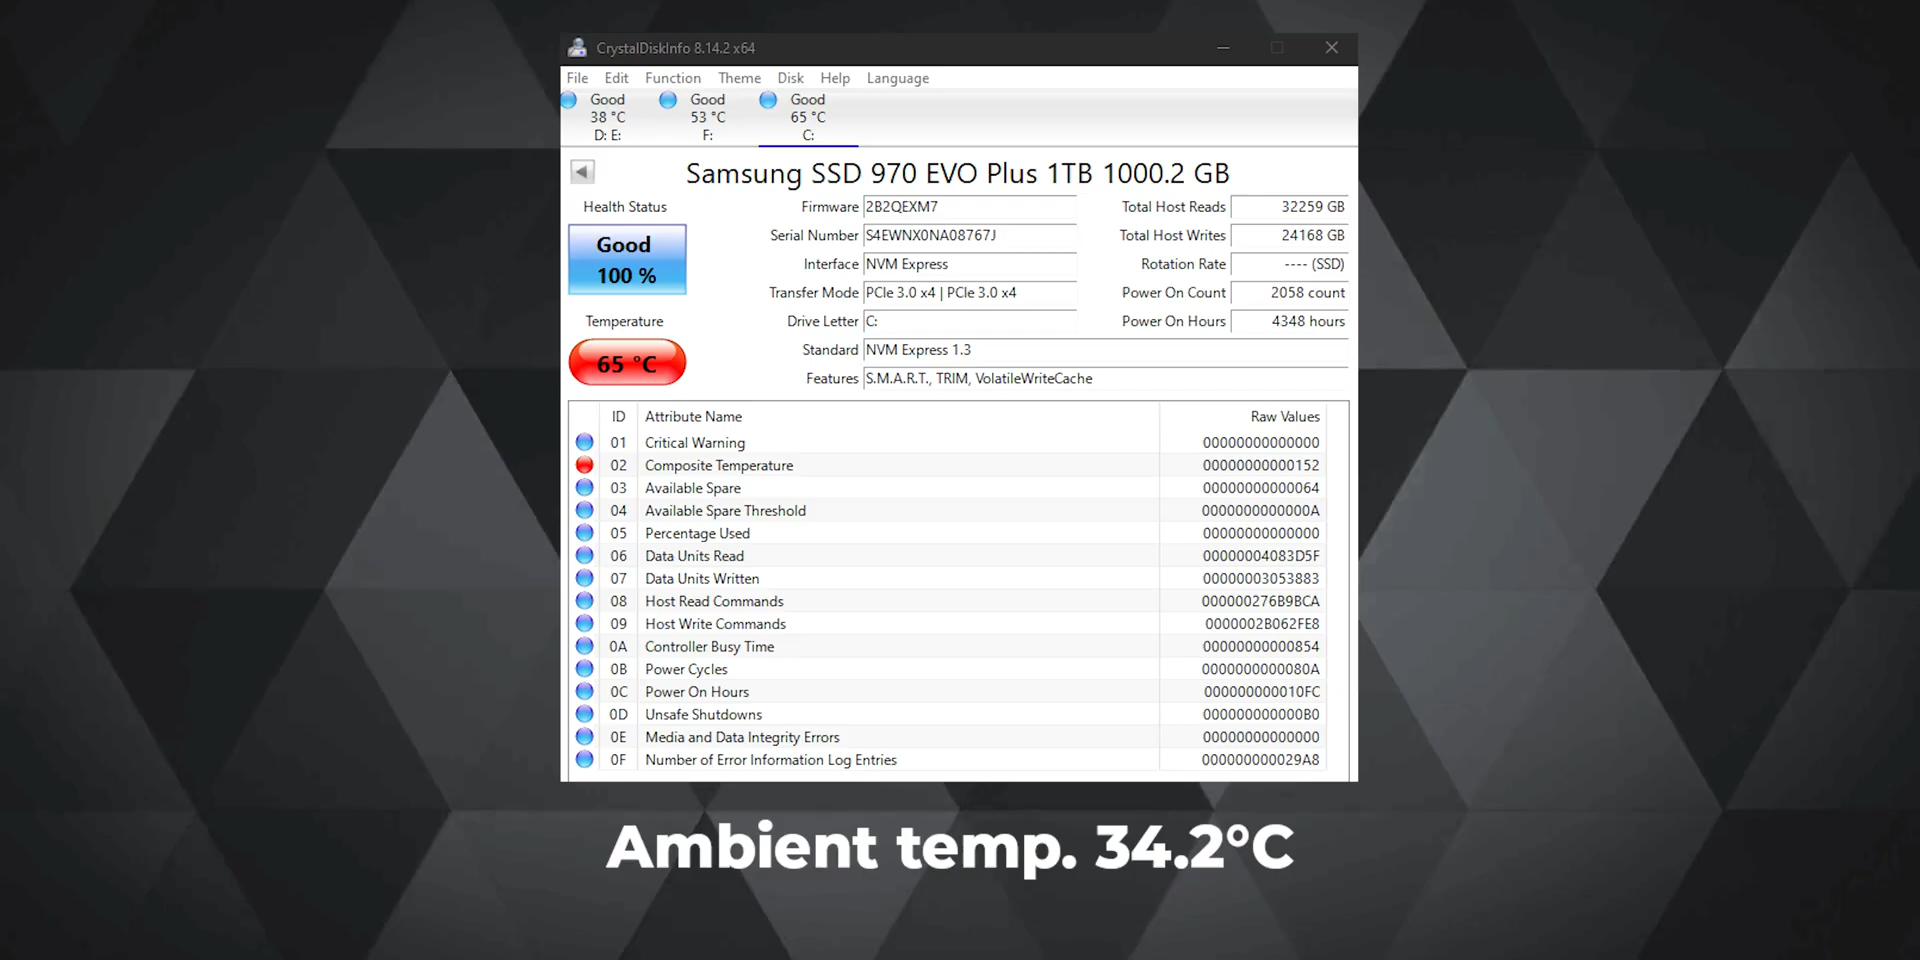 CrystalDiskInfo 8.14.2 x64
File Edit Function Theme Disk Help Language
Good Good Good
38 °C 53 °C 65 °C
D: E: F: C:
Samsung SSD 970 EVO Plus 1TB 1000.2 GB
Health Status
Good
100 %
Temperature
65 °C
Firmware 2B2QEXM7
Serial Number S4EWNX0NA08767J
Interface NVM Express
Transfer Mode PCIe 3.0 x4 | PCIe 3.0 x4
Drive Letter C:
Standard NVM Express 1.3
Features S.M.A.R.T., TRIM, VolatileWriteCache
Total Host Reads 32259 GB
Total Host Writes 24168 GB
Rotation Rate ---- (SSD)
Power On Count 2058 count
Power On Hours 4348 hours
ID Attribute Name Raw Values
01 Critical Warning 00000000000000
02 Composite Temperature 00000000000152
03 Available Spare 00000000000064
04 Available Spare Threshold 0000000000000A
05 Percentage Used 00000000000000
06 Data Units Read 00000004083D5F
07 Data Units Written 00000003053883
08 Host Read Commands 000000276B9BCA
09 Host Write Commands 0000002B062FE8
0A Controller Busy Time 00000000000854
0B Power Cycles 0000000000080A
0C Power On Hours 000000000010FC
0D Unsafe Shutdowns 000000000000B0
0E Media and Data Integrity Errors 00000000000000
0F Number of Error Information Log Entries 000000000029A8
Ambient temp. 34.2°C